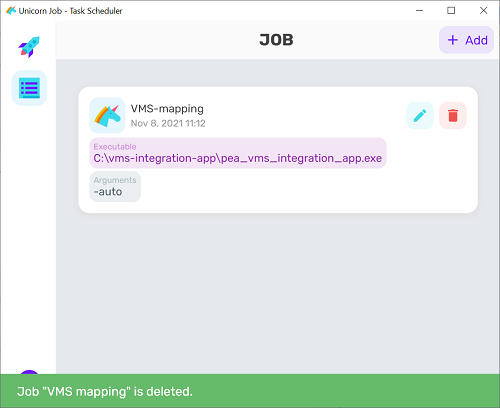 Unicorn Job - Task Scheduler
JOB
+ Add
VMS-mapping
Nov 8, 2021 11:12
Executable
C:\vms-integration-app\pea_vms_integration_app.exe
Arguments
-auto
Job "VMS mapping" is deleted.